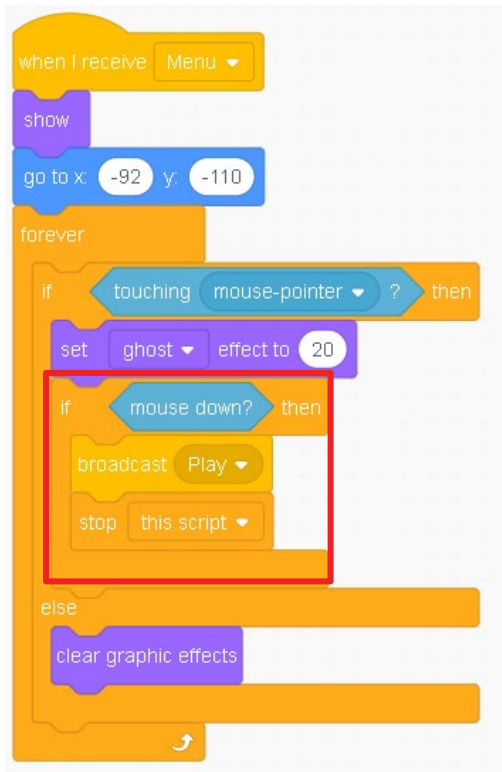 when I receive Menu
show
go to x: -92 y: -110
forever
if touching mouse-pointer ? then
set ghost effect to 20
if mouse down? then
broadcast Play
stop this script
else
clear graphic effects